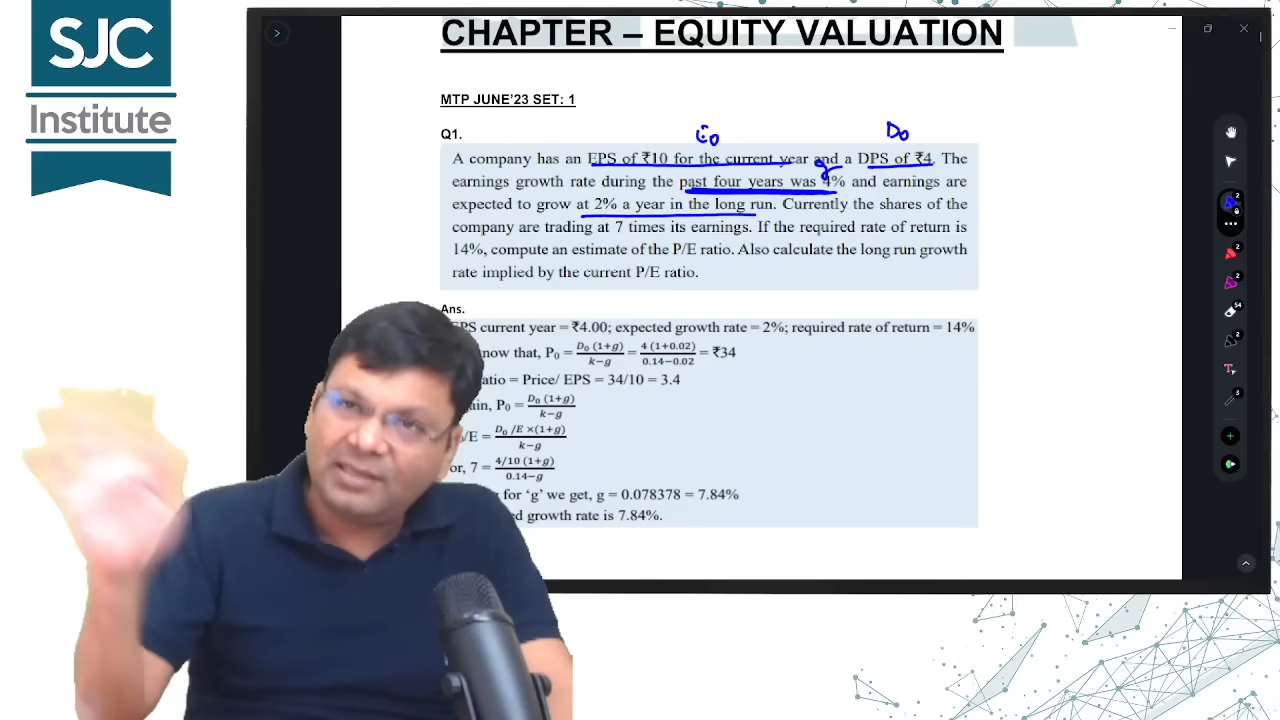 SJC
Institute
CHAPTER – EQUITY VALUATION
MTP JUNE'23 SET: 1
Q1.
E₀ D₀
A company has an EPS of ₹10 for the current year and a DPS of ₹4. The
g
earnings growth rate during the past four years was 4% and earnings are
expected to grow at 2% a year in the long run. Currently the shares of the
company are trading at 7 times its earnings. If the required rate of return is
14%, compute an estimate of the P/E ratio. Also calculate the long run growth
rate implied by the current P/E ratio.
Ans.
PS current year = ₹4.00; expected growth rate = 2%; required rate of return = 14%
now that, P₀ = D₀ (1+g)/k−g = 4 (1+0.02)/0.14−0.02 = ₹34
atio = Price/ EPS = 34/10 = 3.4
ain, P₀ = D₀ (1+g)/k−g
/E = D₀ /E ×(1+g)/k−g
or, 7 = 4/10 (1+g)/0.14−g
for 'g' we get, g = 0.078378 = 7.84%
d growth rate is 7.84%.